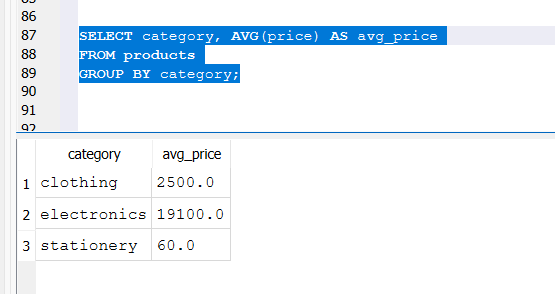 86
87 SELECT category, AVG(price) AS avg_price
88 FROM products
89 GROUP BY category;
90
91
92
category avg_price
1 clothing 2500.0
2 electronics 19100.0
3 stationery 60.0